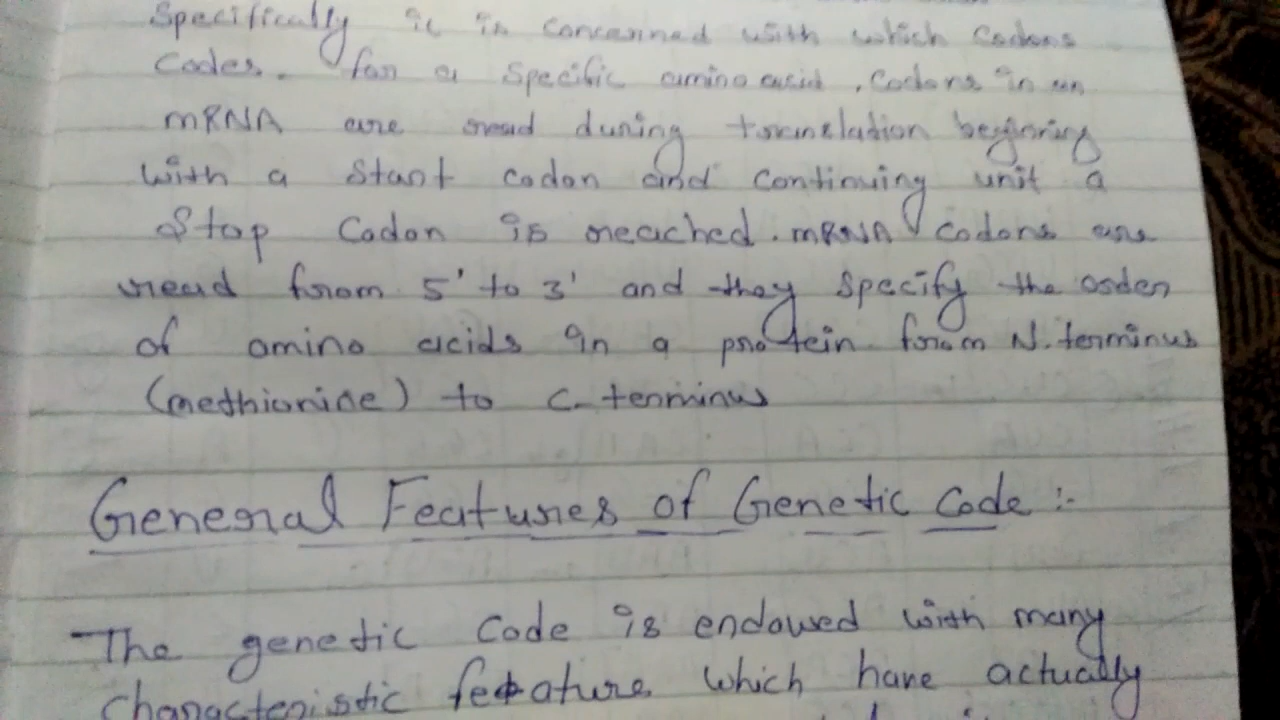 Specifically it is concerned with which codons
codes. for a specific amino acid. Codons in an
mRNA are read during translation begining
with a start codon and continuing unit a
stop codon is reached. mRNA codons are
read from 5' to 3' and they specify the order
of amino acids in a protein from N. terminus
(methionine) to C- terminus
General Features of Genetic Code :-
The genetic code is endowed with many
characteristic feature which have actually